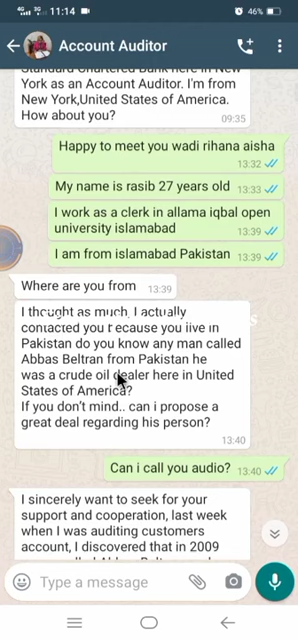 11:14
46%
Account Auditor
Standard Chartered Bank here in New
York as an Account Auditor. I'm from
New York,United States of America.
How about you?
09:35
Happy to meet you wadi rihana aisha
13:32
My name is rasib 27 years old
13:33
I work as a clerk in allama iqbal open
university islamabad
13:39
I am from islamabad Pakistan
13:39
Where are you from
13:39
I thought as much, I actually
contacted you because you live in
Pakistan do you know any man called
Abbas Beltran from Pakistan he
was a crude oil dealer here in United
States of America?
If you don't mind.. can i propose a
great deal regarding his person?
13:40
Can i call you audio?
13:40
I sincerely want to seek for your
support and cooperation, last week
when I was auditing customers
account, I discovered that in 2009
Type a message